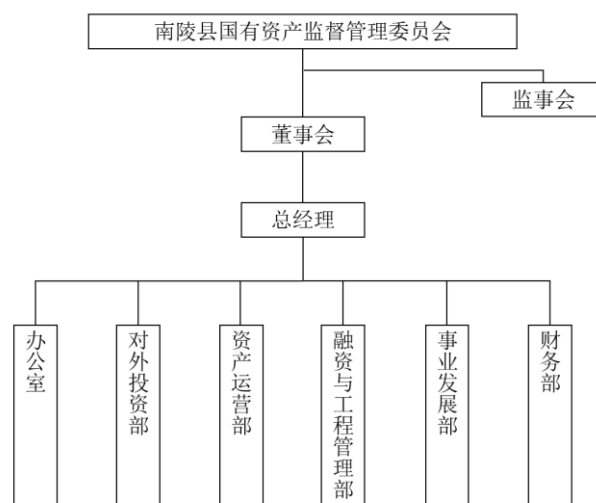 南陵县国有资产监督管理委员会
监事会
董事会
总经理
办公室
对外投资部
资产运营部
融资与工程管理部
事业发展部
财务部